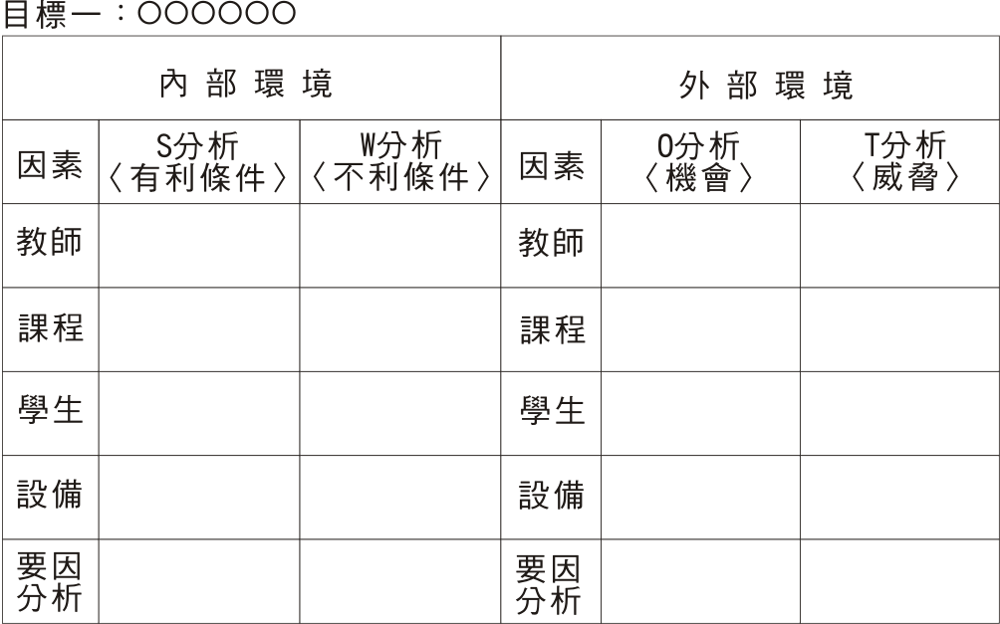 目標一：○○○○○○
內部環境 外部環境
因素 S分析〈有利條件〉 W分析〈不利條件〉 因素 O分析〈機會〉 T分析〈威脅〉
教師 教師
課程 課程
學生 學生
設備 設備
要因分析 要因分析